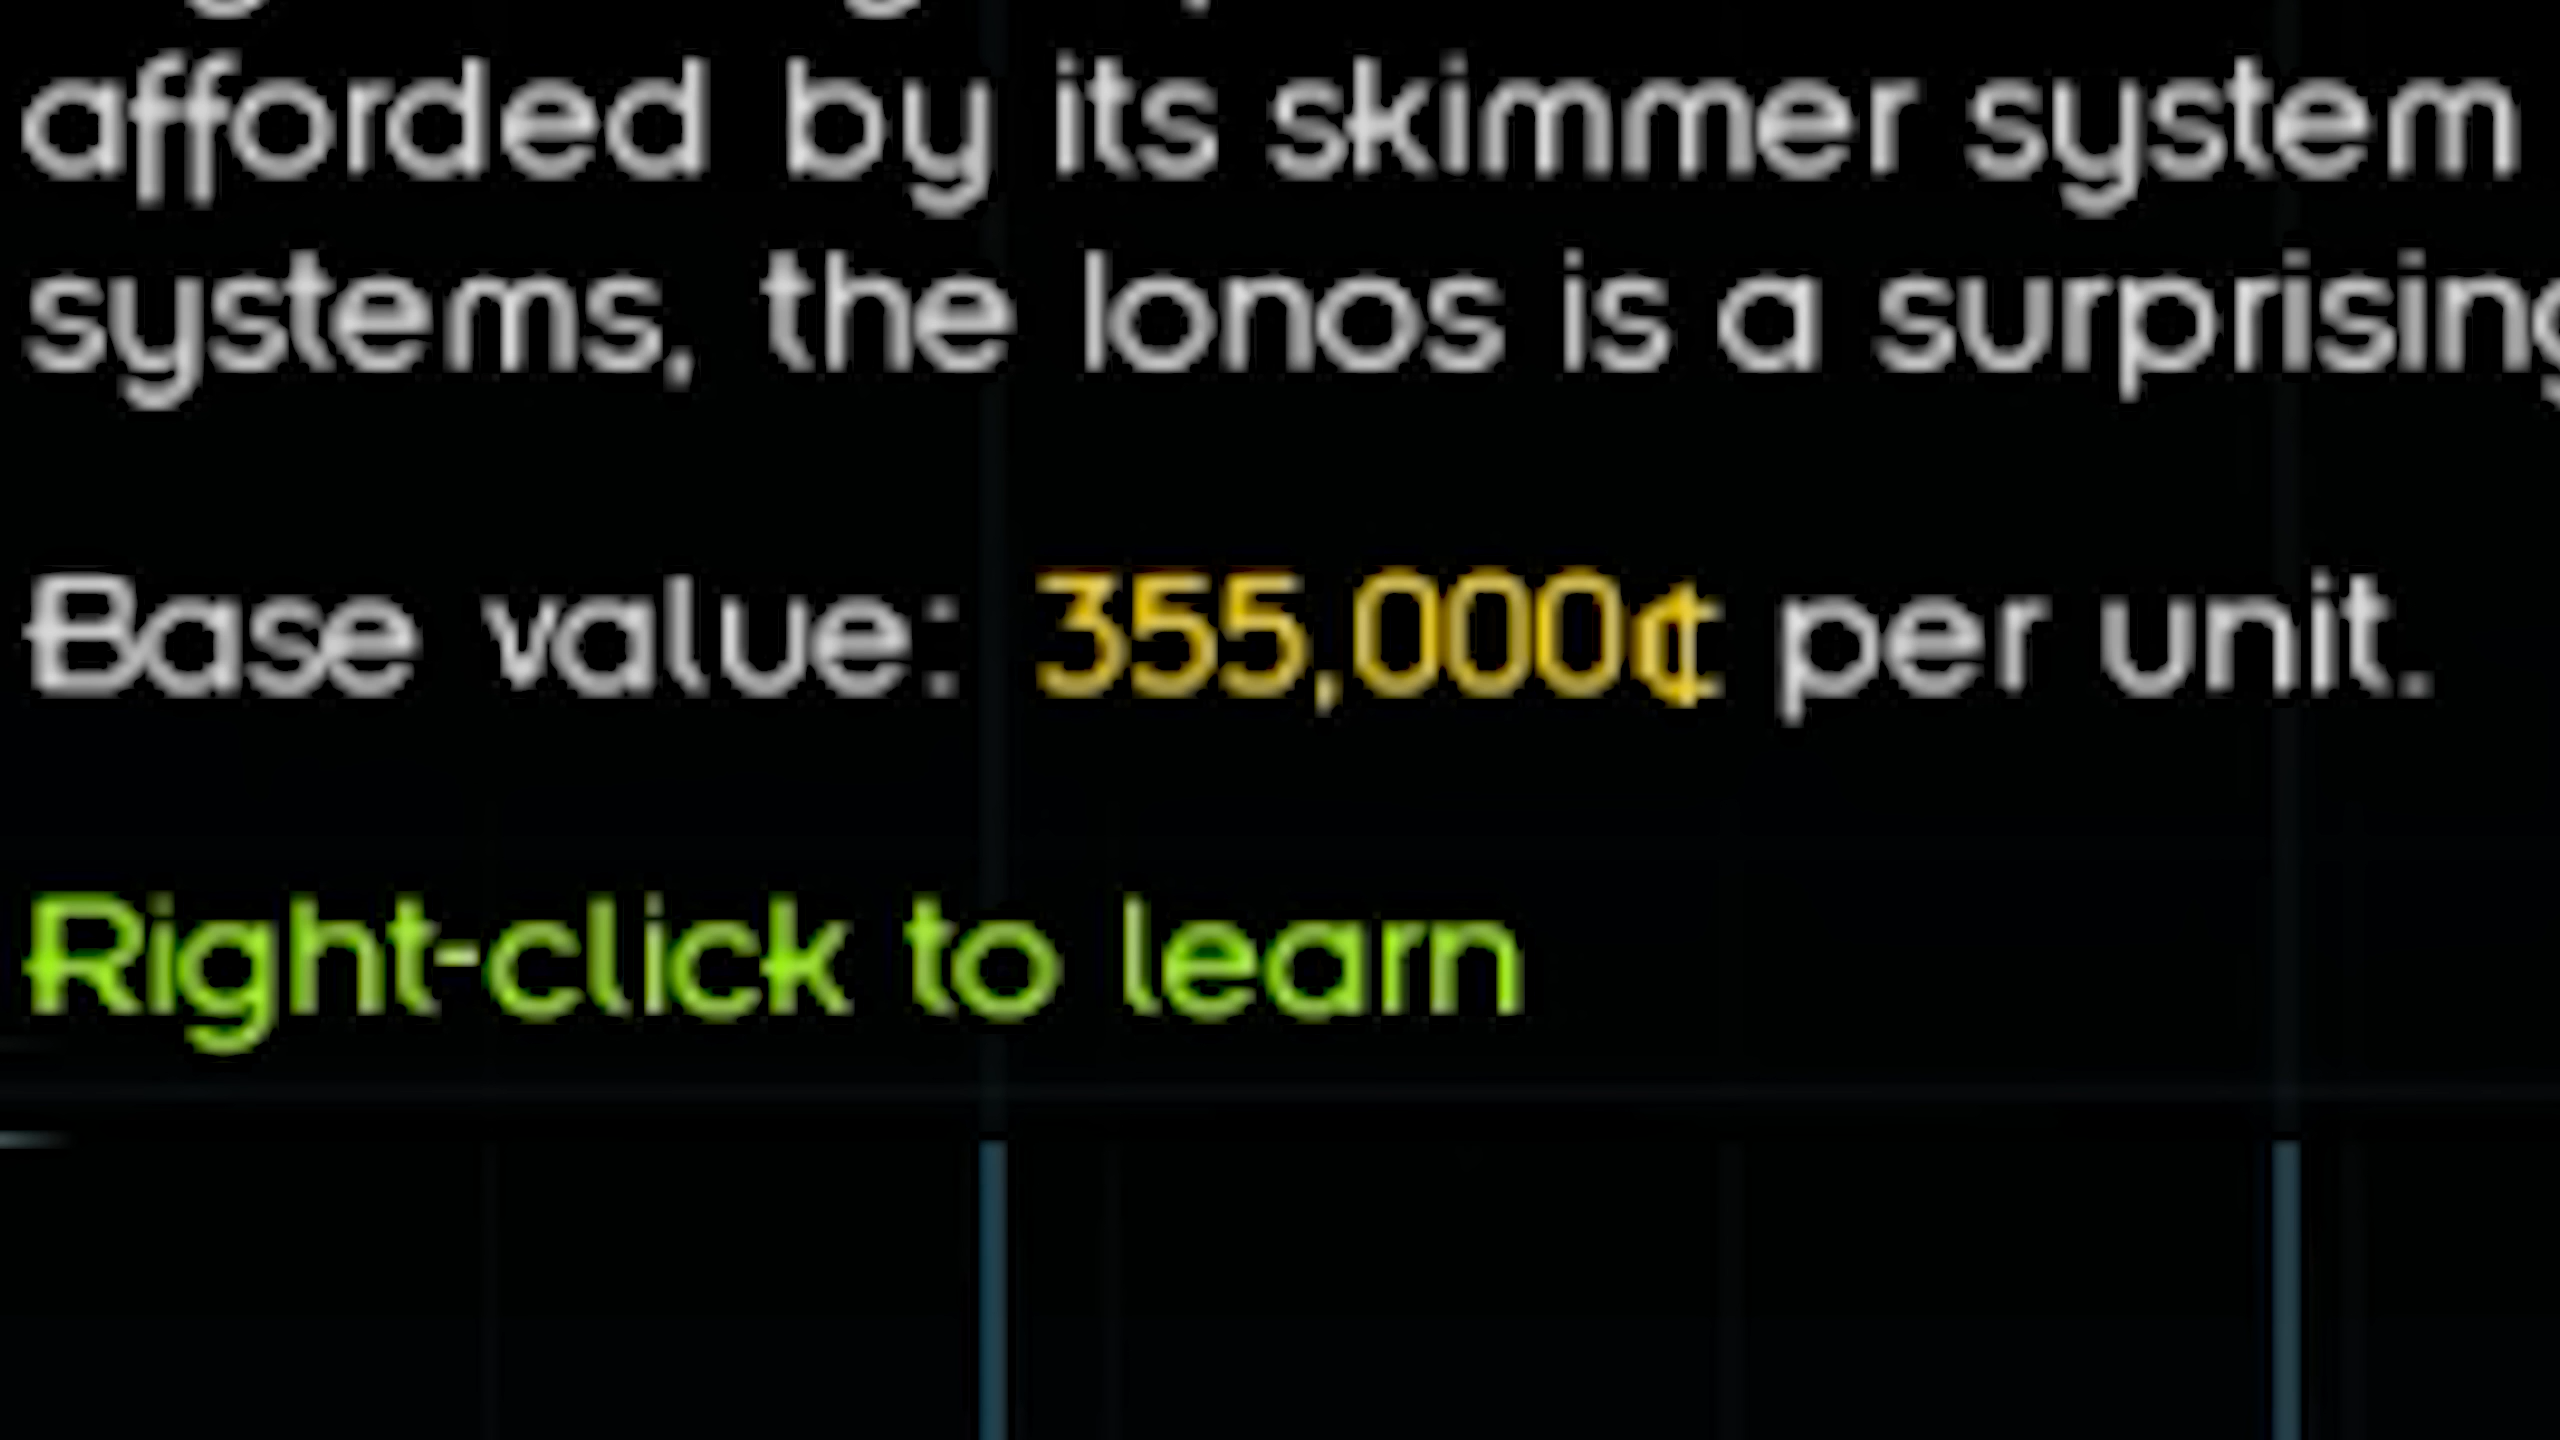 afforded by its skimmer system
systems, the Ionos is a surprising
Base value: 355,000¢ per unit.
Right-click to learn